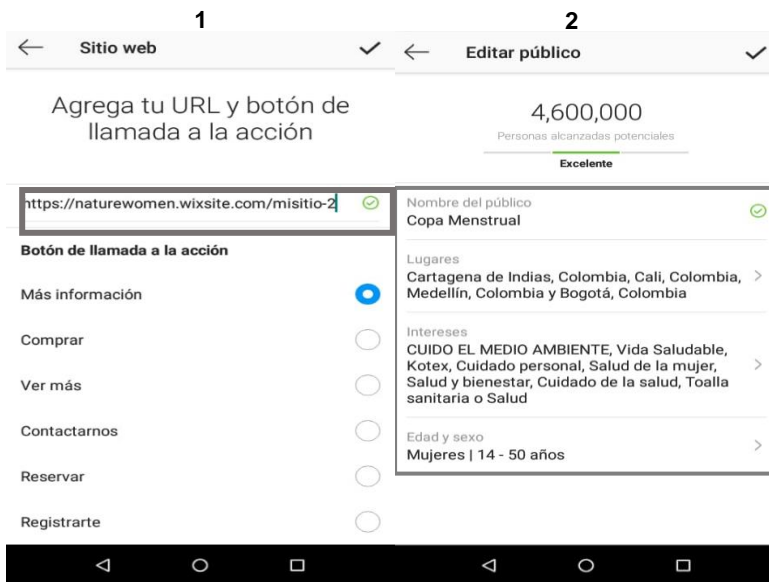 1
Sitio web
Agrega tu URL y botón de
llamada a la acción
https://naturewomen.wixsite.com/misitio-2
Botón de llamada a la acción
Más información
Comprar
Ver más
Contactarnos
Reservar
Registrarte
2
Editar público
4,600,000
Personas alcanzadas potenciales
Excelente
Nombre del público
Copa Menstrual
Lugares
Cartagena de Indias, Colombia, Cali, Colombia,
Medellín, Colombia y Bogotá, Colombia
Intereses
CUIDO EL MEDIO AMBIENTE, Vida Saludable,
Kotex, Cuidado personal, Salud de la mujer,
Salud y bienestar, Cuidado de la salud, Toalla
sanitaria o Salud
Edad y sexo
Mujeres | 14 - 50 años